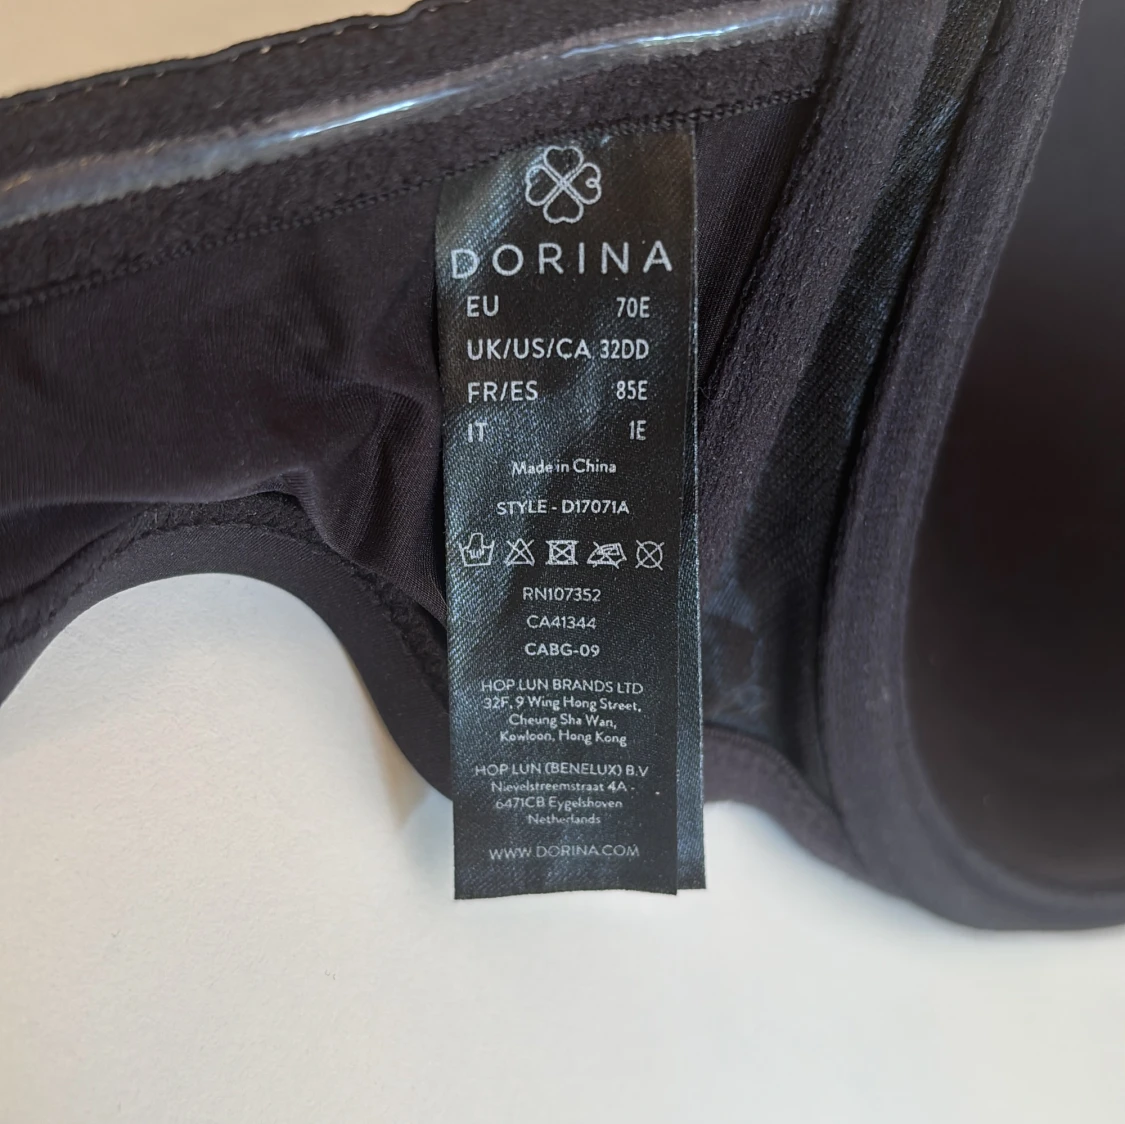 DORINA
EU 70E
UK/US/CA 32DD
FR/ES 85E
IT 1E
Made in China
STYLE - D17071A
RN107352
CA41344
CABG-09
HOP LUN BRANDS LTD
32F, 9 Wing Hong Street,
Cheung Sha Wan,
Kowloon, Hong Kong
HOP LUN (BENELUX) B.V
Nievelstreemstraat 4A -
6471CB Eygelshoven
Netherlands
WWW.DORINA.COM